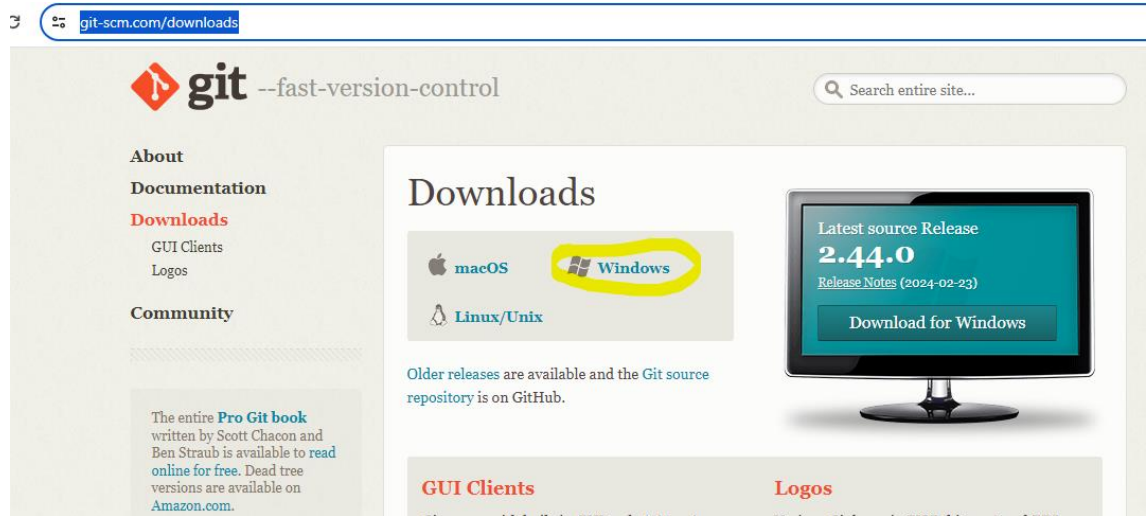 git-scm.com/downloads
git --fast-version-control
Search entire site...
About
Documentation
Downloads
GUI Clients
Logos
Community
The entire Pro Git book
written by Scott Chacon and
Ben Straub is available to read
online for free. Dead tree
versions are available on
Amazon.com.
Downloads
macOS
Windows
Linux/Unix
Older releases are available and the Git source
repository is on GitHub.
Latest source Release
2.44.0
Release Notes (2024-02-23)
Download for Windows
GUI Clients
Logos